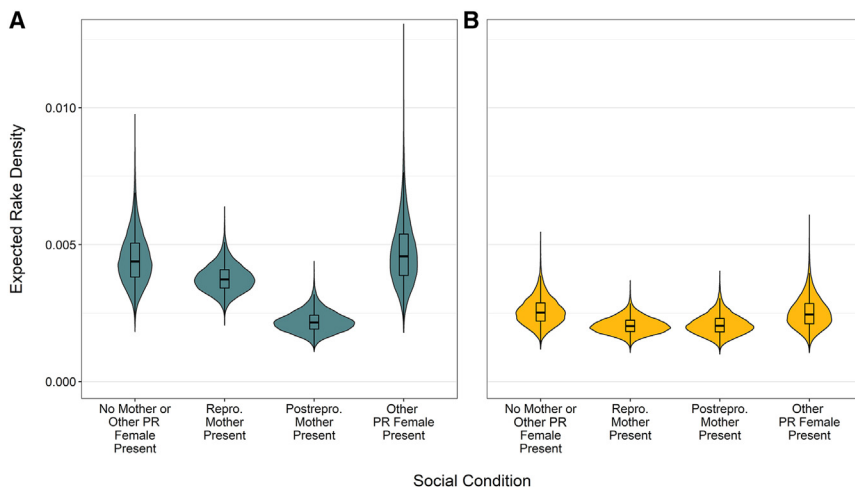 A
B
Expected Rake Density
0.010
0.005
0.000
No Mother or
Other PR
Female
Present
Repro.
Mother
Present
Postrepro.
Mother
Present
Other
PR Female
Present
No Mother or
Other PR
Female
Present
Repro.
Mother
Present
Postrepro.
Mother
Present
Other
PR Female
Present
Social Condition